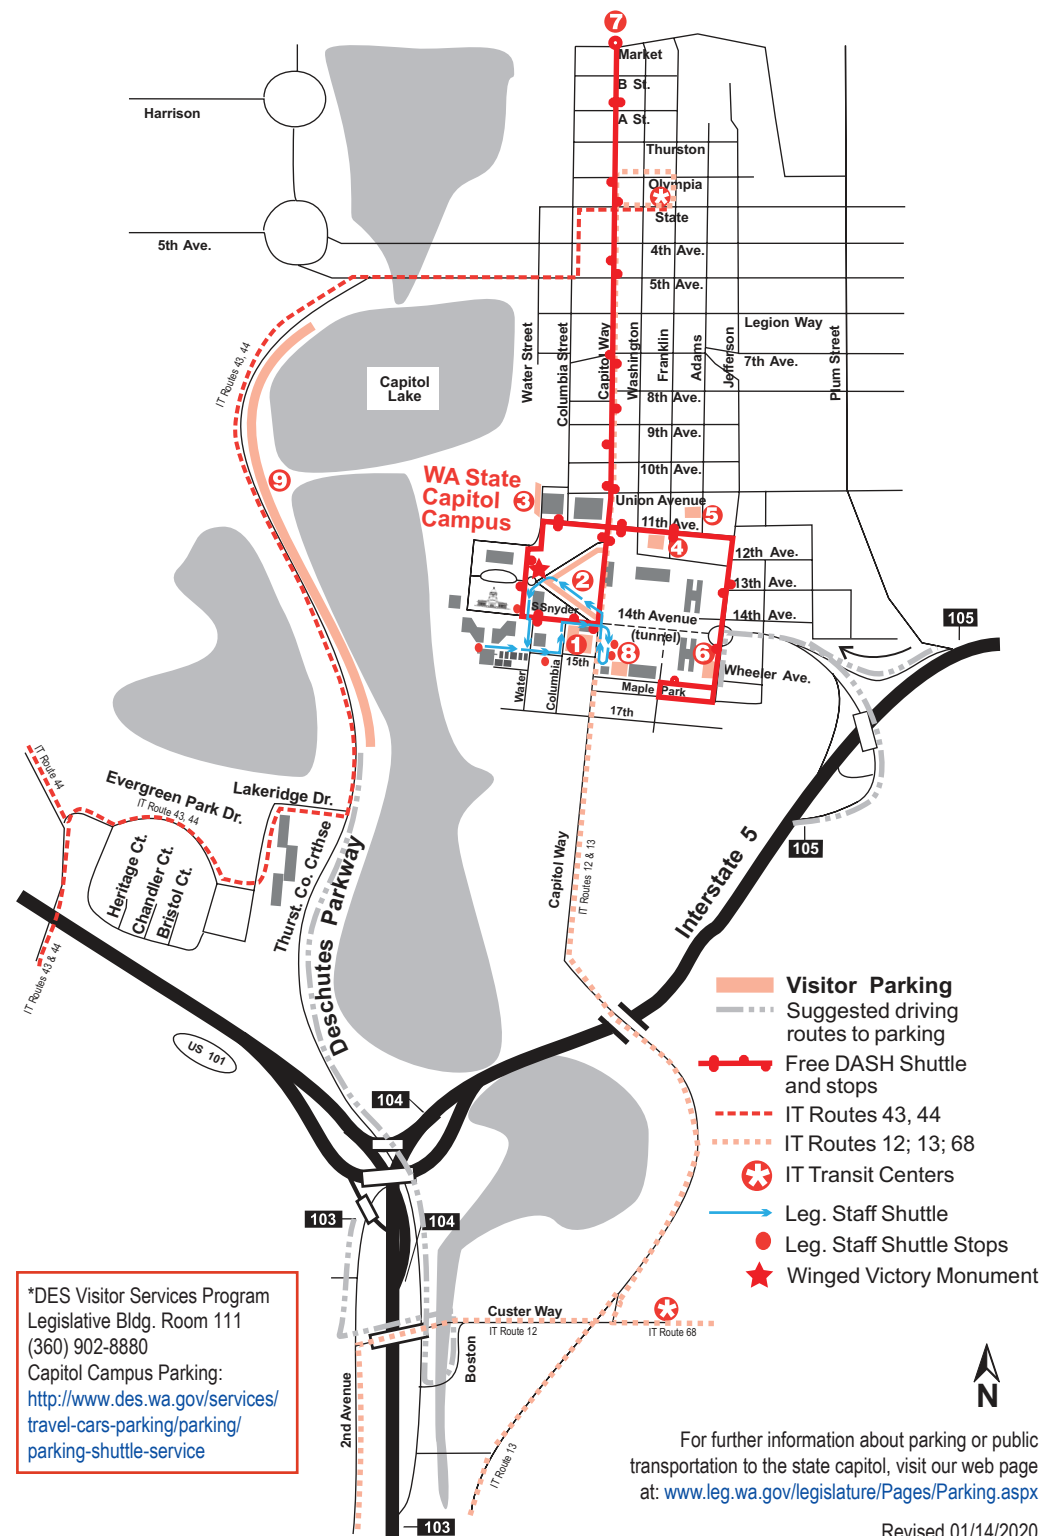 7
Market
B St.
A St.
Harrison
Thurston
Olympia
State
5th Ave.
4th Ave.
5th Ave.
Legion Way
7th Ave.
Water Street
Columbia Street
Capitol Way
Washington
Franklin
Adams
Jefferson
Plum Street
IT Routes 43, 44
Capitol
Lake
8th Ave.
9th Ave.
10th Ave.
9
WA State
Capitol
Campus
3
Union Avenue
5
11th Ave.
4
12th Ave.
2
13th Ave.
SSnyder
14th Avenue
14th Ave.
105
(tunnel)
1
8
6
15th
Wheeler Ave.
Water
Columbia
Maple Park
17th
IT Route 44
Evergreen Park Dr.
IT Route 43, 44
Lakeridge Dr.
Heritage Ct.
Chandler Ct.
Bristol Ct.
Thurst. Co. Crthse
Deschutes Parkway
Capitol Way
IT Routes 12 & 13
Interstate 5
105
IT Routes 43 & 44
US 101
104
Visitor Parking
Suggested driving
routes to parking
Free DASH Shuttle
and stops
IT Routes 43, 44
IT Routes 12; 13; 68
IT Transit Centers
Leg. Staff Shuttle
Leg. Staff Shuttle Stops
Winged Victory Monument
103
104
Custer Way
IT Route 12
IT Route 68
Boston
2nd Avenue
IT Route 13
103
*DES Visitor Services Program
Legislative Bldg. Room 111
(360) 902-8880
Capitol Campus Parking:
http://www.des.wa.gov/services/
travel-cars-parking/parking/
parking-shuttle-service
N
For further information about parking or public
transportation to the state capitol, visit our web page
at: www.leg.wa.gov/legislature/Pages/Parking.aspx
Revised 01/14/2020